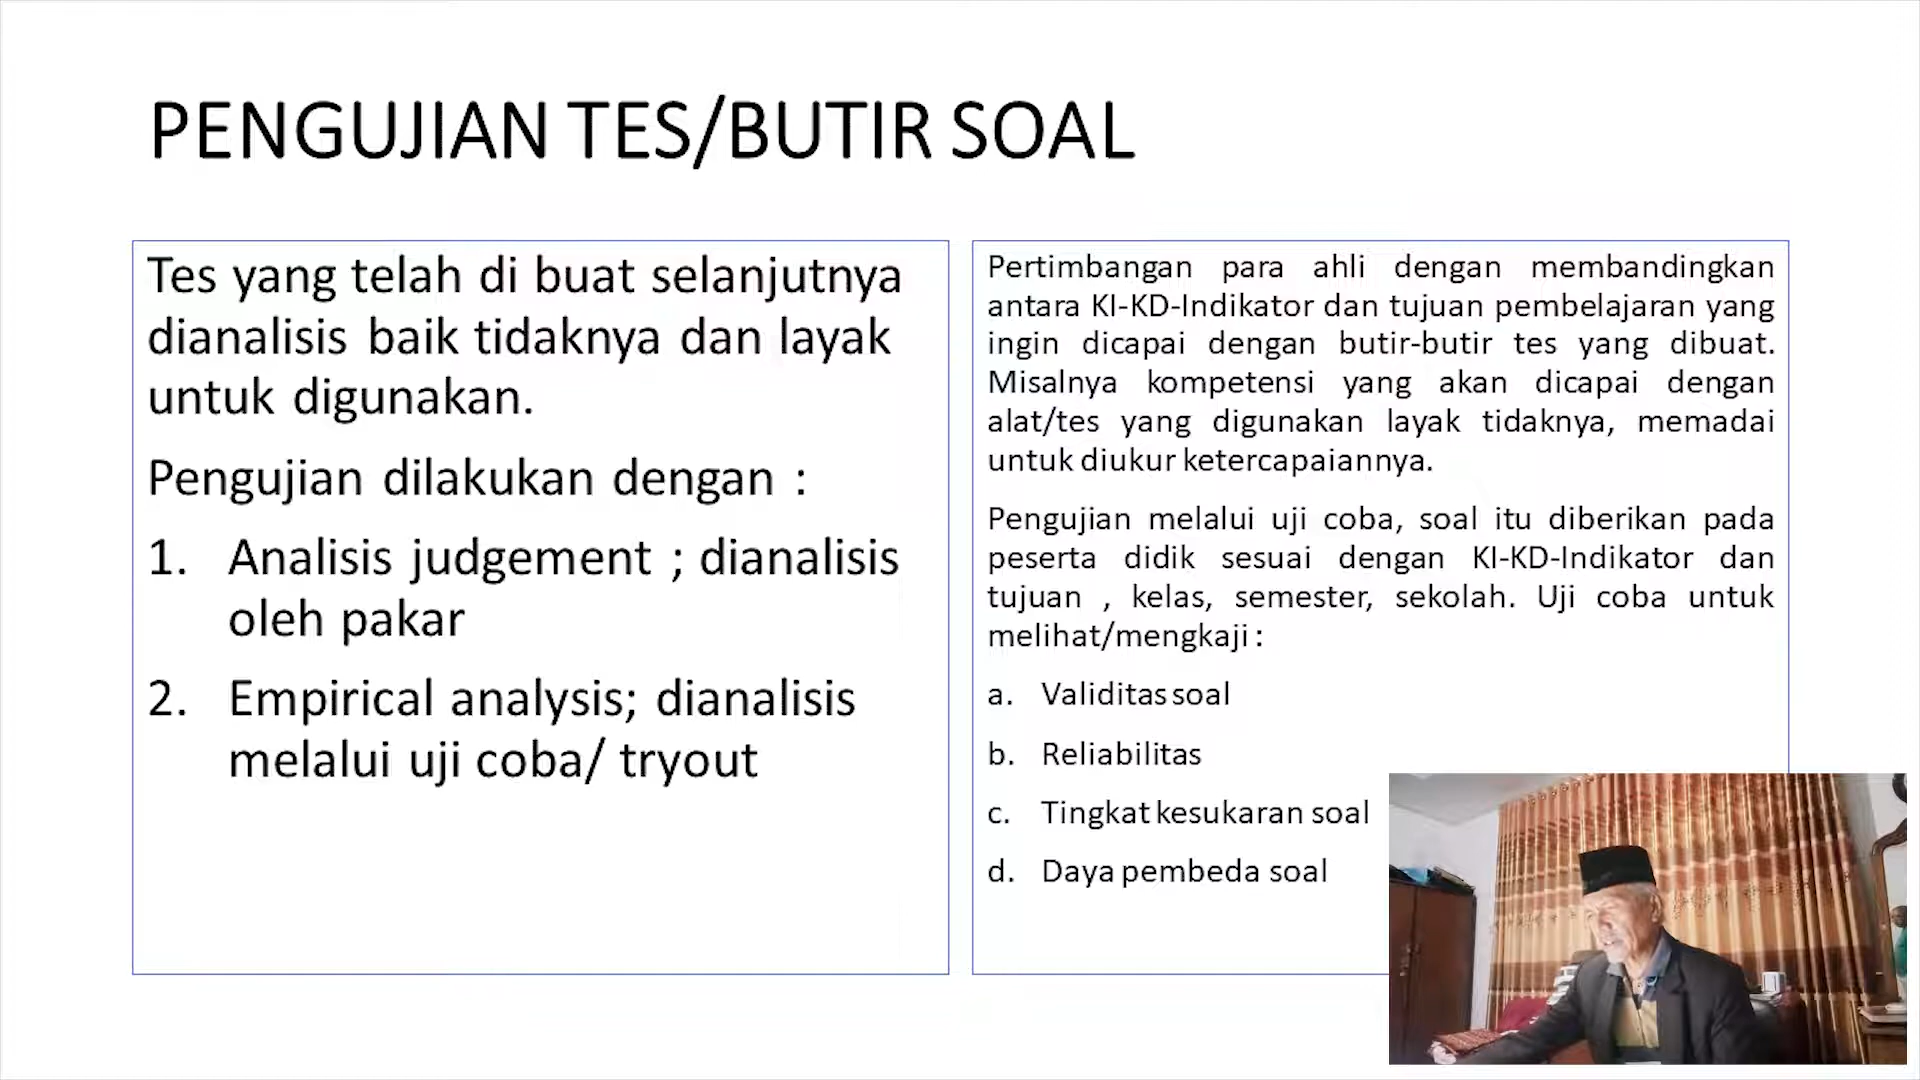 PENGUJIAN TES/BUTIR SOAL
Tes yang telah di buat selanjutnya
dianalisis baik tidaknya dan layak
untuk digunakan.
Pengujian dilakukan dengan :
1. Analisis judgement ; dianalisis
oleh pakar
2. Empirical analysis; dianalisis
melalui uji coba/ tryout
Pertimbangan para ahli dengan membandingkan
antara KI-KD-Indikator dan tujuan pembelajaran yang
ingin dicapai dengan butir-butir tes yang dibuat.
Misalnya kompetensi yang akan dicapai dengan
alat/tes yang digunakan layak tidaknya, memadai
untuk diukur ketercapaiannya.
Pengujian melalui uji coba, soal itu diberikan pada
peserta didik sesuai dengan KI-KD-Indikator dan
tujuan , kelas, semester, sekolah. Uji coba untuk
melihat/mengkaji :
a. Validitas soal
b. Reliabilitas
c. Tingkat kesukaran soal
d. Daya pembeda soal